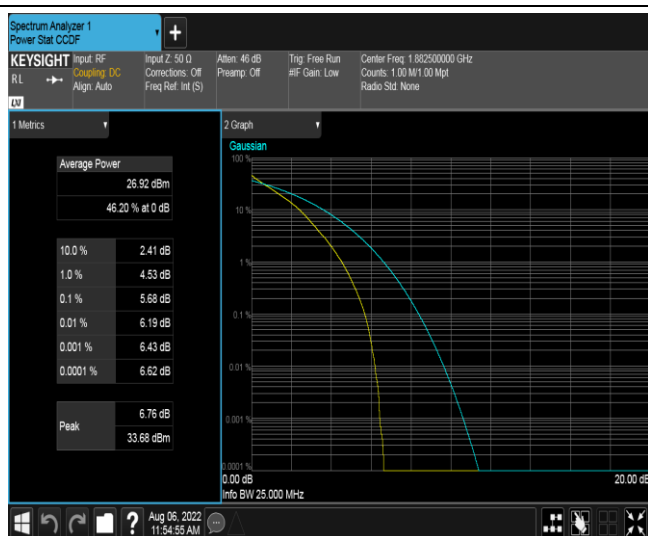 Spectrum Analyzer 1
Power Stat CCDF
+
KEYSIGHT
RL
LXI
Input: RF
Coupling: DC
Align: Auto
Input Z: 50 Ω
Corrections: Off
Freq Ref: Int (S)
Atten: 46 dB
Preamp: Off
Trig: Free Run
#IF Gain: Low
Center Freq: 1.882500000 GHz
Counts: 1.00 M/1.00 Mpt
Radio Std: None
1 Metrics
Average Power
26.92 dBm
46.20 % at 0 dB
10.0 % 2.41 dB
1.0 % 4.53 dB
0.1 % 5.68 dB
0.01 % 6.19 dB
0.001 % 6.43 dB
0.0001 % 6.62 dB
Peak 6.76 dB
33.68 dBm
2 Graph
Gaussian
100 %
10 %
1 %
0.1 %
0.01 %
0.001 %
0.0001 %
0.00 dB
20.00 dB
Info BW 25.000 MHz
?
Aug 06, 2022
11:54:55 AM